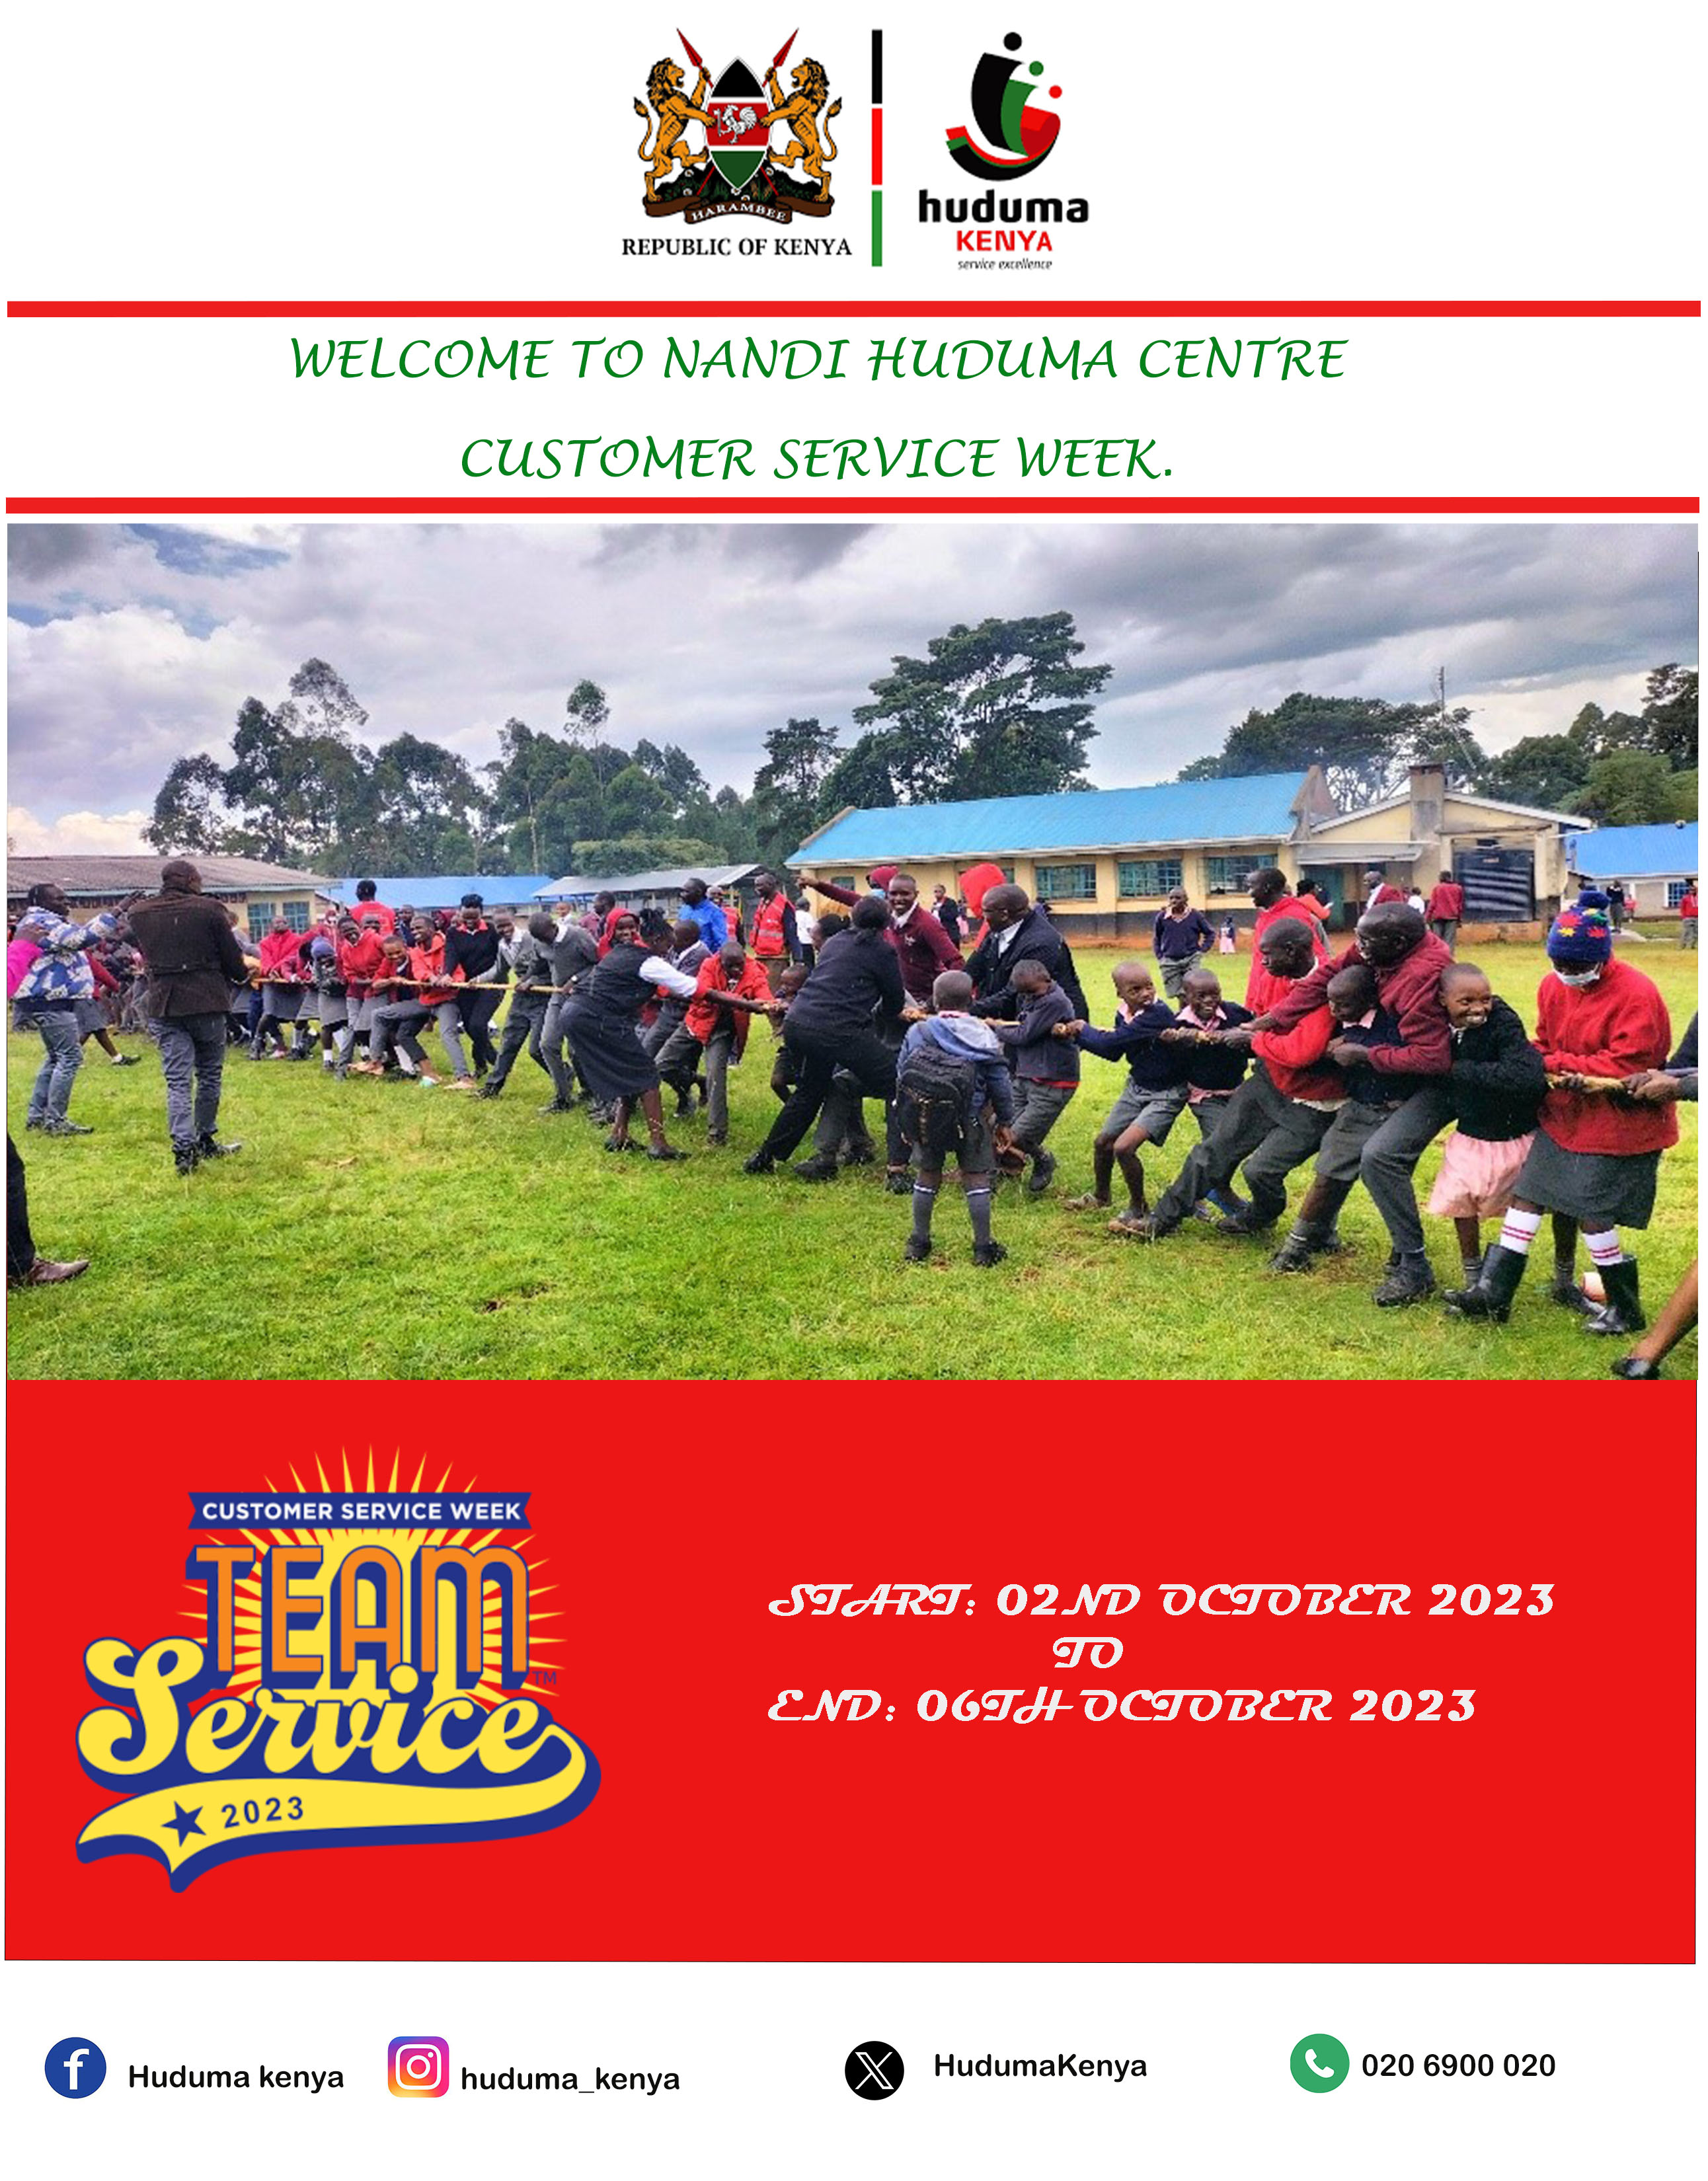 HARAMBEE
REPUBLIC OF KENYA
huduma
KENYA
service excellence
WELCOME TO NANDI HUDUMA CENTRE
CUSTOMER SERVICE WEEK.
CUSTOMER SERVICE WEEK
TEAM
TM
Service
2023
START: 02ND OCTOBER 2023
TO
END: 06TH OCTOBER 2023
Huduma kenya
huduma_kenya
HudumaKenya
020 6900 020